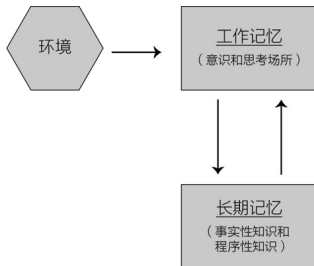 环境
工作记忆
（意识和思考场所）
长期记忆
（事实性知识和
程序性知识）